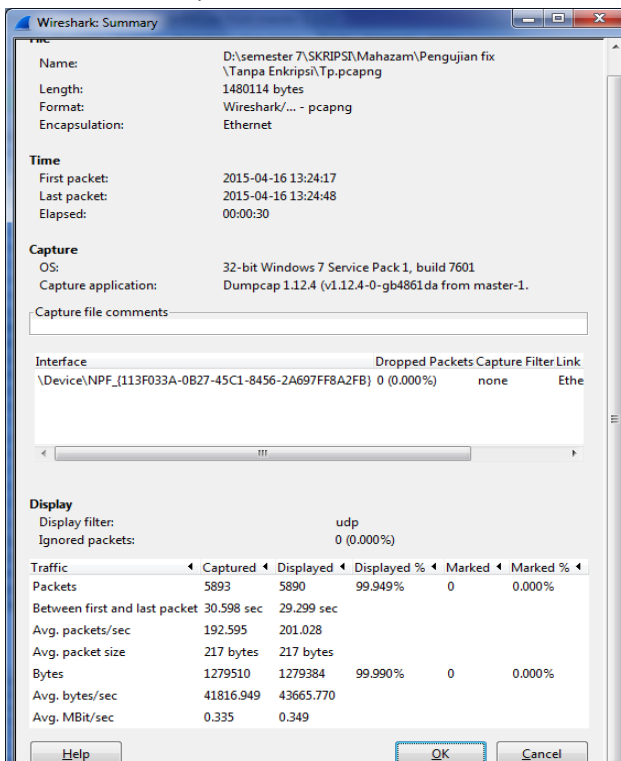 Wireshark: Summary
Name: D:\semester 7\SKRIPSI\Mahazam\Pengujian fix
\Tanpa Enkripsi\Tp.pcapng
Length: 1480114 bytes
Format: Wireshark/... - pcapng
Encapsulation: Ethernet
Time
First packet: 2015-04-16 13:24:17
Last packet: 2015-04-16 13:24:48
Elapsed: 00:00:30
Capture
OS: 32-bit Windows 7 Service Pack 1, build 7601
Capture application: Dumpcap 1.12.4 (v1.12.4-0-gb4861da from master-1.
Capture file comments
Interface Dropped Packets Capture Filter Link
\Device\NPF_{113F033A-0B27-45C1-8456-2A697FF8A2FB} 0 (0.000%) none Ethe
Display
Display filter: udp
Ignored packets: 0 (0.000%)
Traffic Captured Displayed Displayed % Marked Marked %
Packets 5893 5890 99.949% 0 0.000%
Between first and last packet 30.598 sec 29.299 sec
Avg. packets/sec 192.595 201.028
Avg. packet size 217 bytes 217 bytes
Bytes 1279510 1279384 99.990% 0 0.000%
Avg. bytes/sec 41816.949 43665.770
Avg. MBit/sec 0.335 0.349
Help OK Cancel